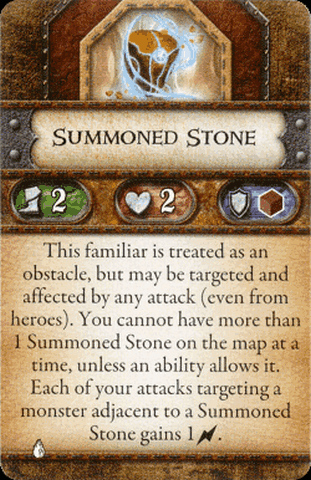 SUMMONED STONE
2 2
This familiar is treated as an
obstacle, but may be targeted and
affected by any attack (even from
heroes). You cannot have more than
1 Summoned Stone on the map at a
time, unless an ability allows it.
Each of your attacks targeting a
monster adjacent to a Summoned
Stone gains 1 .